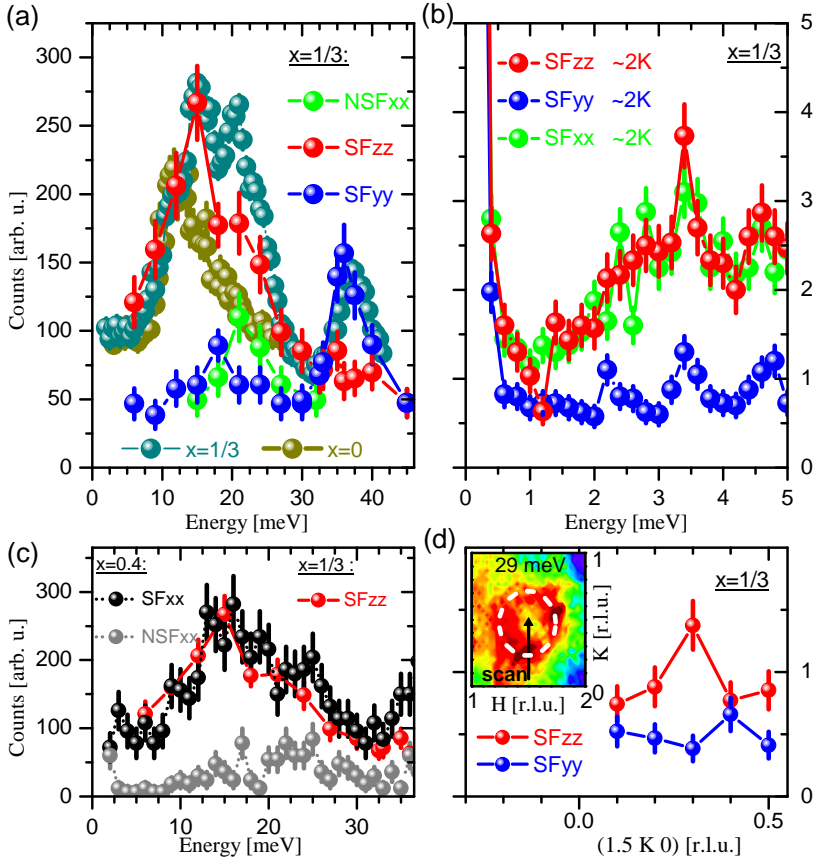 (a)
x=1/3:
NSFxx
SFzz
SFyy
x=1/3
x=0
Counts [arb. u.]
0
50
100
150
200
250
300
0
10
20
30
40
Energy [meV]
(b)
x=1/3
SFzz ~2K
SFyy ~2K
SFxx ~2K
0
1
2
3
4
5
0
1
2
3
4
5
Energy [meV]
(c)
x=0.4:
x=1/3 :
SFxx
SFzz
NSFxx
Counts [arb. u.]
0
100
200
300
0
10
20
30
Energy [meV]
(d)
29 meV
x=1/3
scan
1
K [r.l.u.]
1
H [r.l.u.]
2
0
SFzz
SFyy
0
1
0.0
0.5
(1.5 K 0) [r.l.u.]